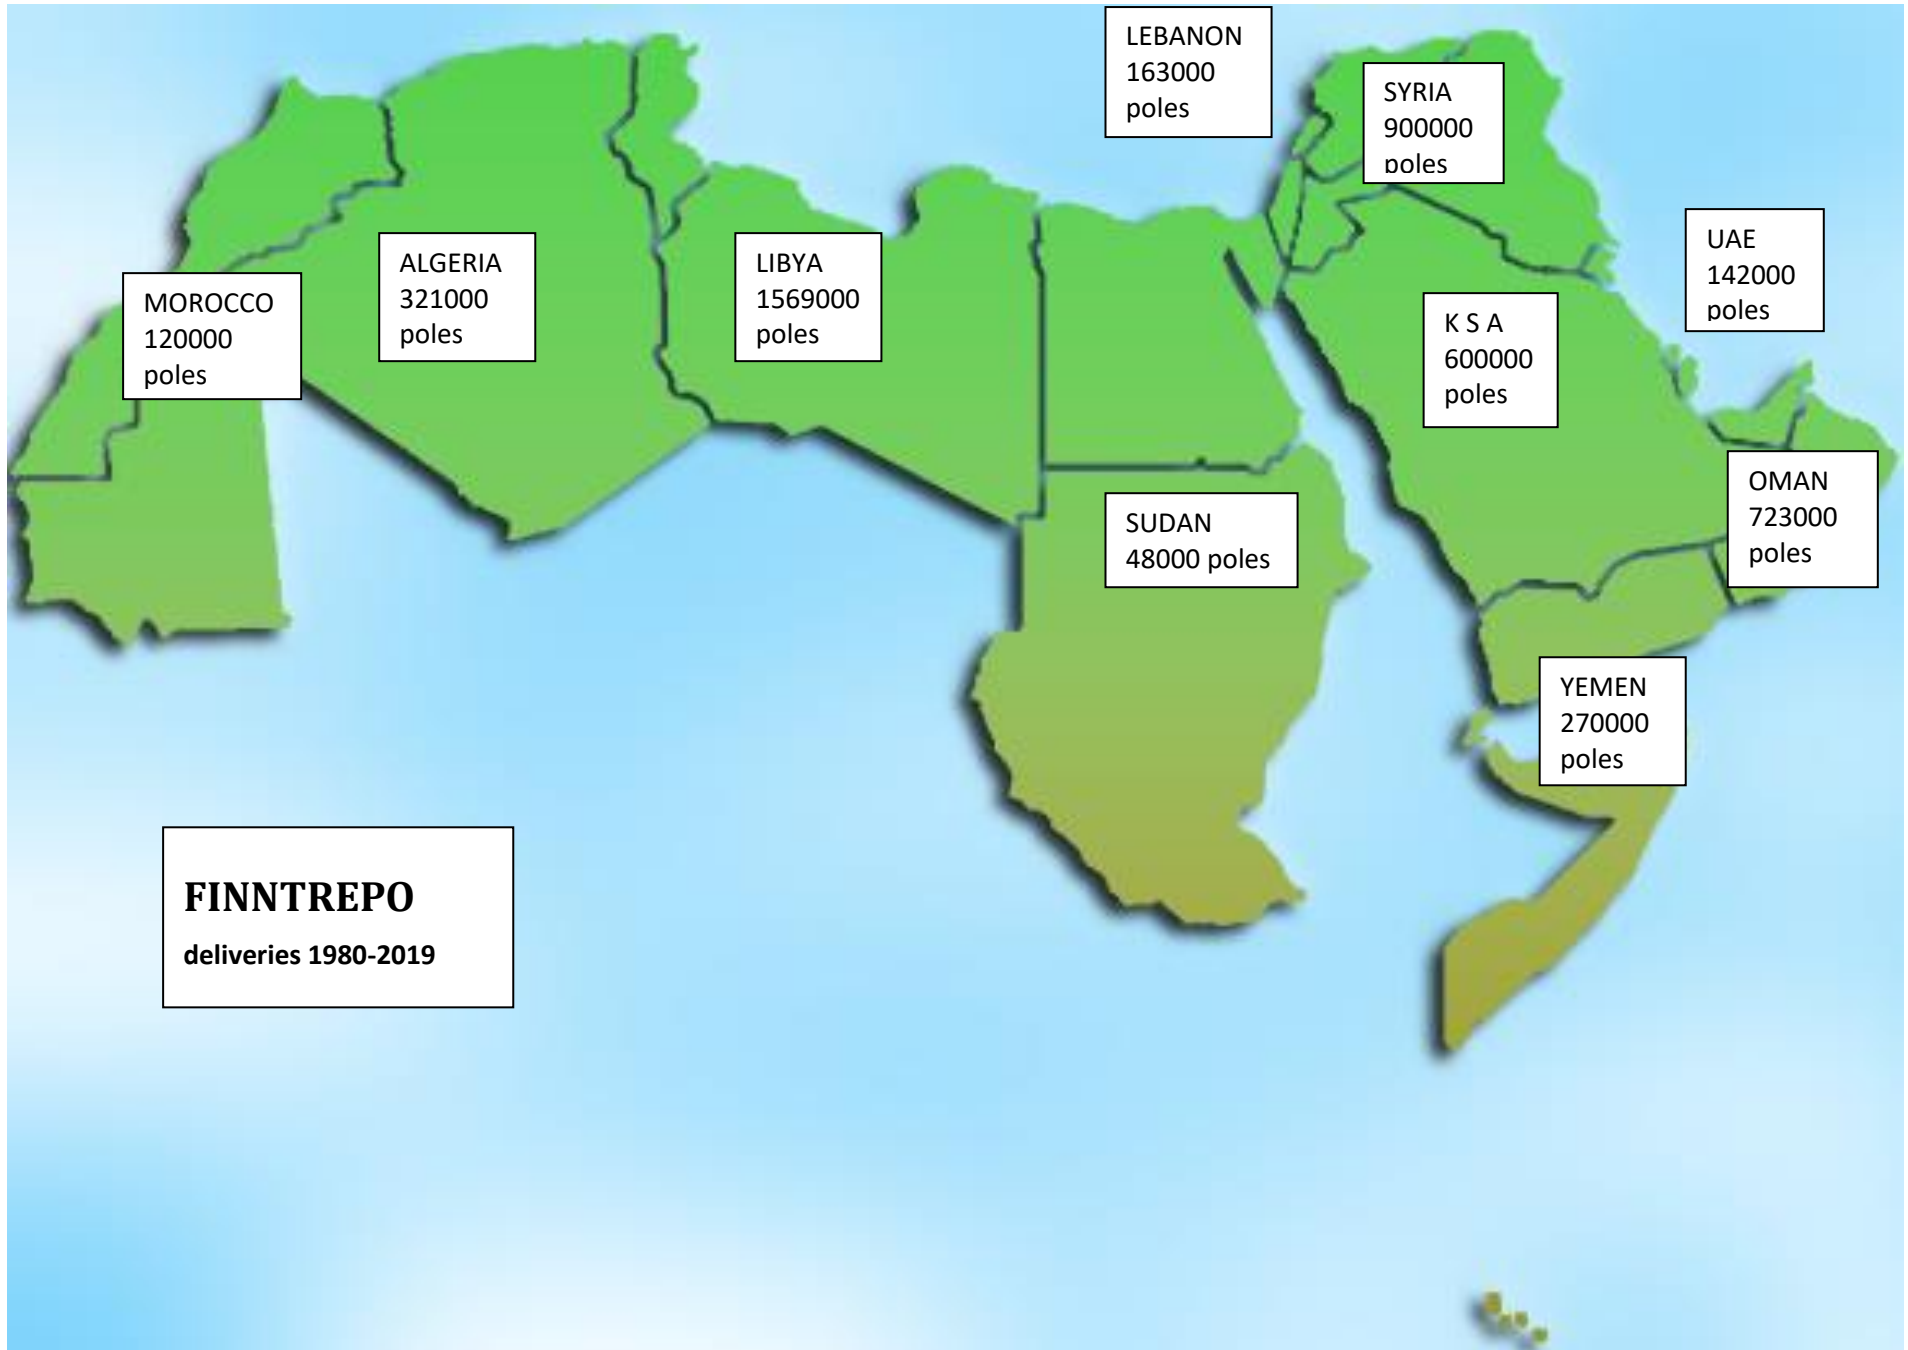 LEBANON
163000
poles
SYRIA
900000
poles
UAE
142000
poles
ALGERIA
321000
poles
LIBYA
1569000
poles
MOROCCO
120000
poles
K S A
600000
poles
OMAN
723000
poles
SUDAN
48000 poles
YEMEN
270000
poles
FINNTREPO
deliveries 1980-2019